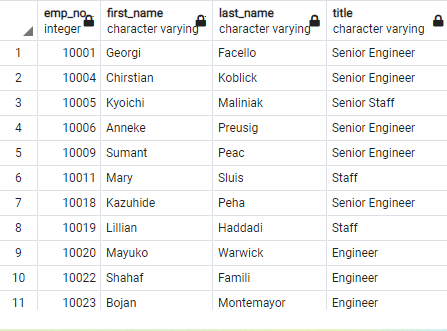 emp_no first_name last_name title
integer character varying character varying character varying
1 10001 Georgi Facello Senior Engineer
2 10004 Chirstian Koblick Senior Engineer
3 10005 Kyoichi Maliniak Senior Staff
4 10006 Anneke Preusig Senior Engineer
5 10009 Sumant Peac Senior Engineer
6 10011 Mary Sluis Staff
7 10018 Kazuhide Peha Senior Engineer
8 10019 Lillian Haddadi Staff
9 10020 Mayuko Warwick Engineer
10 10022 Shahaf Famili Engineer
11 10023 Bojan Montemayor Engineer